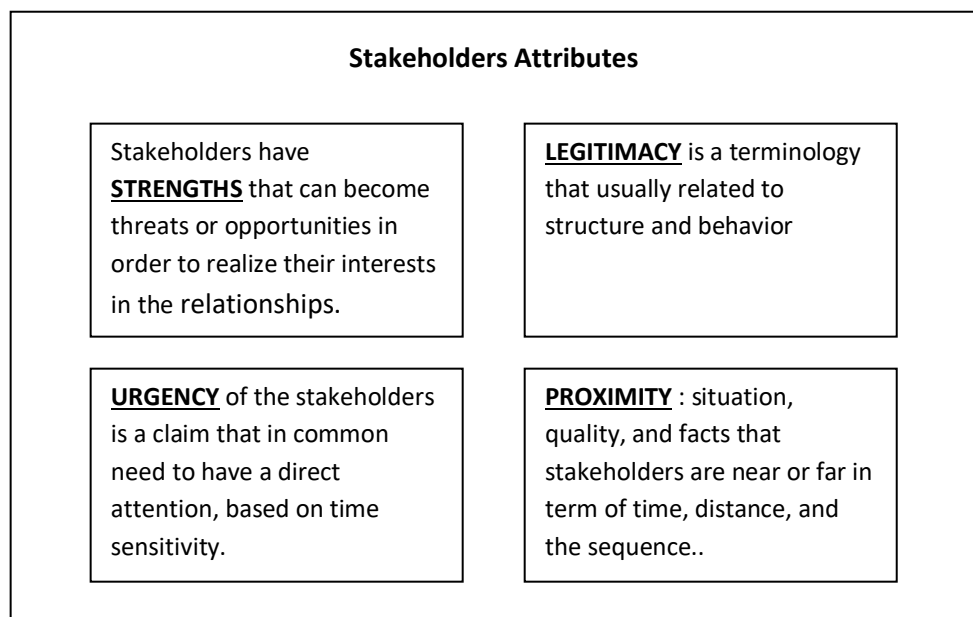 Stakeholders Attributes
Stakeholders have
STRENGTHS that can become
threats or opportunities in
order to realize their interests
in the relationships.
LEGITIMACY is a terminology
that usually related to
structure and behavior
URGENCY of the stakeholders
is a claim that in common
need to have a direct
attention, based on time
sensitivity.
PROXIMITY : situation,
quality, and facts that
stakeholders are near or far in
term of time, distance, and
the sequence..